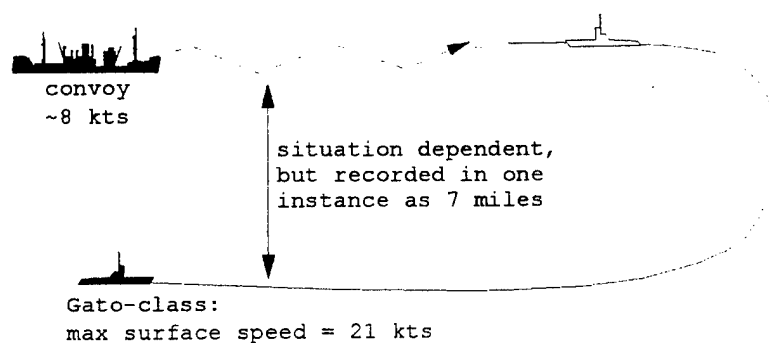 convoy
~8 kts
situation dependent,
but recorded in one
instance as 7 miles
Gato-class:
max surface speed = 21 kts